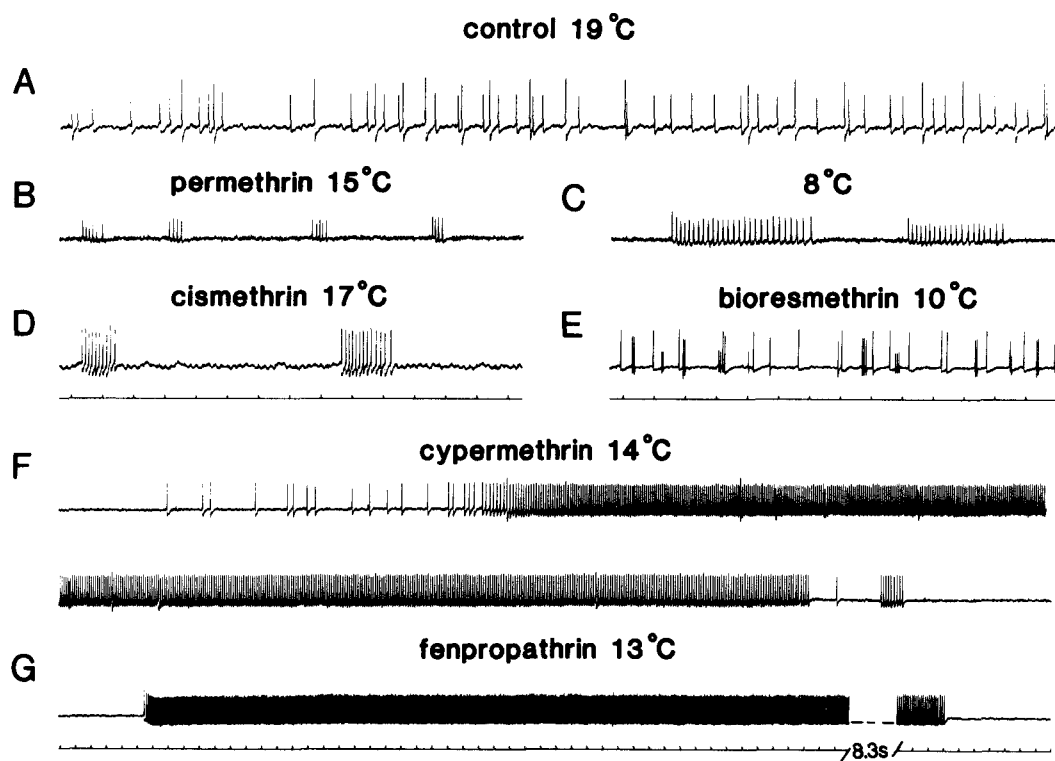 control 19°C
A
B
permethrin 15°C
C
8°C
D
cismethrin 17°C
E
bioresmethrin 10°C
F
cypermethrin 14°C
G
fenpropathrin 13°C
8.3s